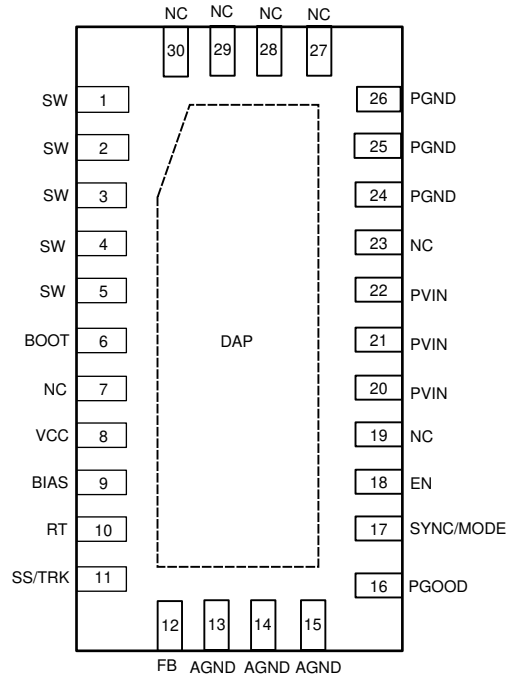 NC NC NC NC
30 29 28 27
SW 1 26 PGND
SW 2 25 PGND
SW 3 24 PGND
SW 4 23 NC
SW 5 22 PVIN
BOOT 6 21 PVIN
DAP
NC 7 20 PVIN
VCC 8 19 NC
BIAS 9 18 EN
RT 10 17 SYNC/MODE
SS/TRK 11 16 PGOOD
12 13 14 15
FB AGND AGND AGND